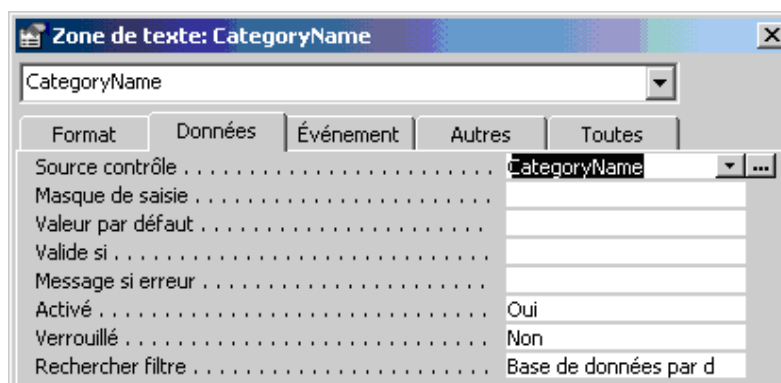 Zone de texte: CategoryName
CategoryName
Format Données Événement Autres Toutes
Source contrôle . . . . . . . . . . . . . . . . . . . . . . . . . . CategoryName ...
Masque de saisie . . . . . . . . . . . . . . . . . . . . . . . . .
Valeur par défaut . . . . . . . . . . . . . . . . . . . . . . . .
Valide si . . . . . . . . . . . . . . . . . . . . . . . . . . . . . . . .
Message si erreur . . . . . . . . . . . . . . . . . . . . . . . .
Activé . . . . . . . . . . . . . . . . . . . . . . . . . . . . . . . . . Oui
Verrouillé . . . . . . . . . . . . . . . . . . . . . . . . . . . . . . Non
Rechercher filtre . . . . . . . . . . . . . . . . . . . . . . . . . Base de données par d